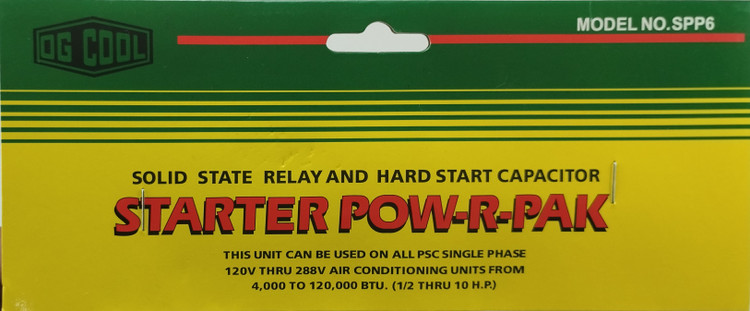 OG COOL
MODEL NO.SPP6
SOLID STATE RELAY AND HARD START CAPACITOR
STARTER POW-R-PAK
THIS UNIT CAN BE USED ON ALL PSC SINGLE PHASE
120V THRU 288V AIR CONDITIONING UNITS FROM
4,000 TO 120,000 BTU. (1/2 THRU 10 H.P.)